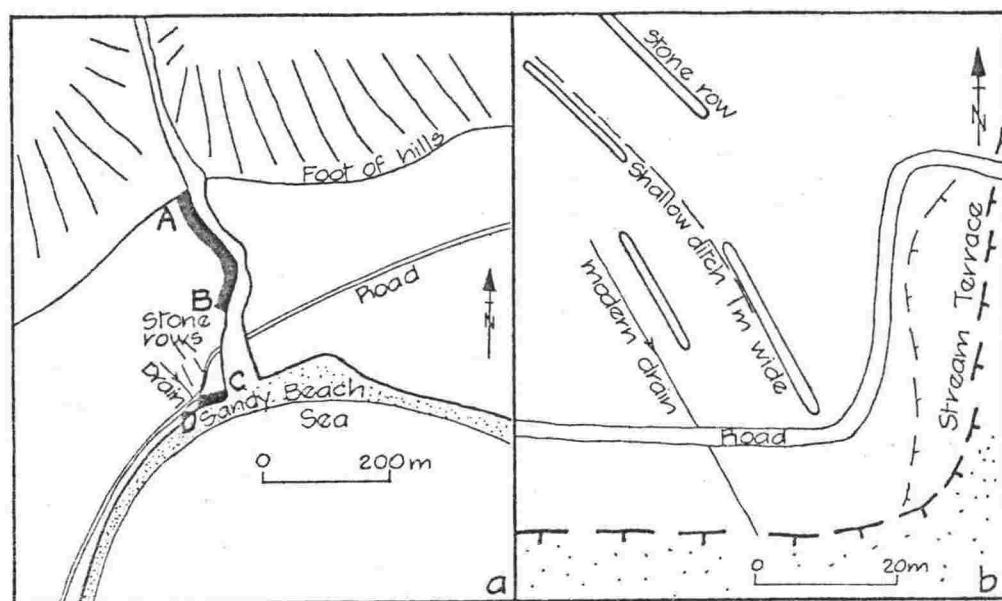 Foot of hills
A
B
Road
N
Stone
rows
Drain
C
D
Sandy Beach
Sea
0 200m
a
Stone row
N
Shallow ditch 1m wide
modern drain
Stream Terrace
Road
0 20m
b